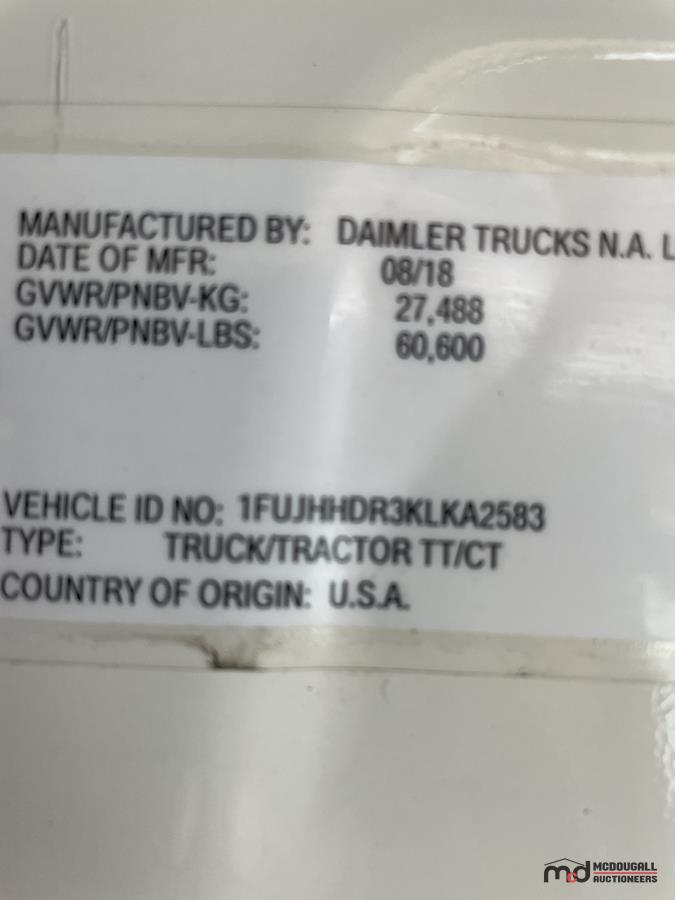 MANUFACTURED BY: DAIMLER TRUCKS N.A. L
DATE OF MFR: 08/18
GVWR/PNBV-KG: 27,488
GVWR/PNBV-LBS: 60,600
VEHICLE ID NO: 1FUJHHDR3KLKA2583
TYPE: TRUCK/TRACTOR TT/CT
COUNTRY OF ORIGIN: U.S.A.
md MCDOUGALL
AUCTIONEERS